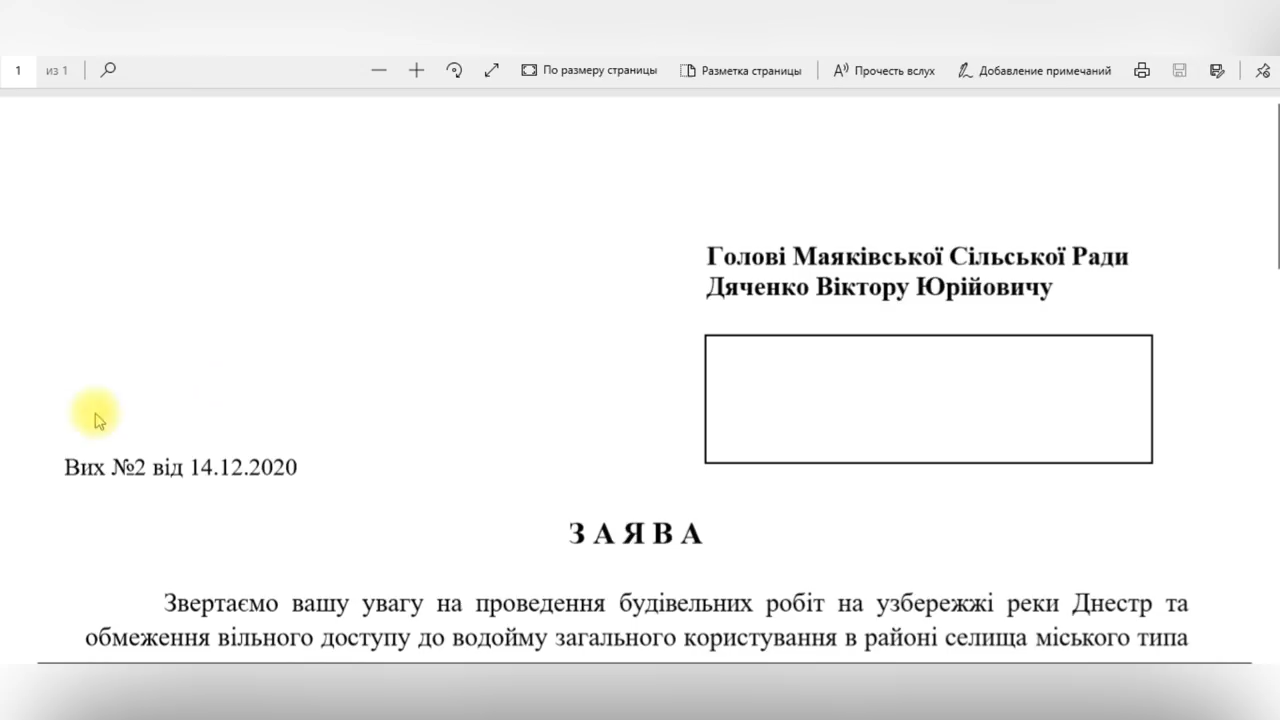 1 из 1 По размеру страницы Разметка страницы Прочесть вслух Добавление примечаний
Голові Маяківської Сільської Ради
Дяченко Віктору Юрійовичу
Вих №2 від 14.12.2020
ЗАЯВА
Звертаємо вашу увагу на проведення будівельних робіт на узбережжі реки Днестр та
обмеження вільного доступу до водойму загального користування в районі селища міського типа